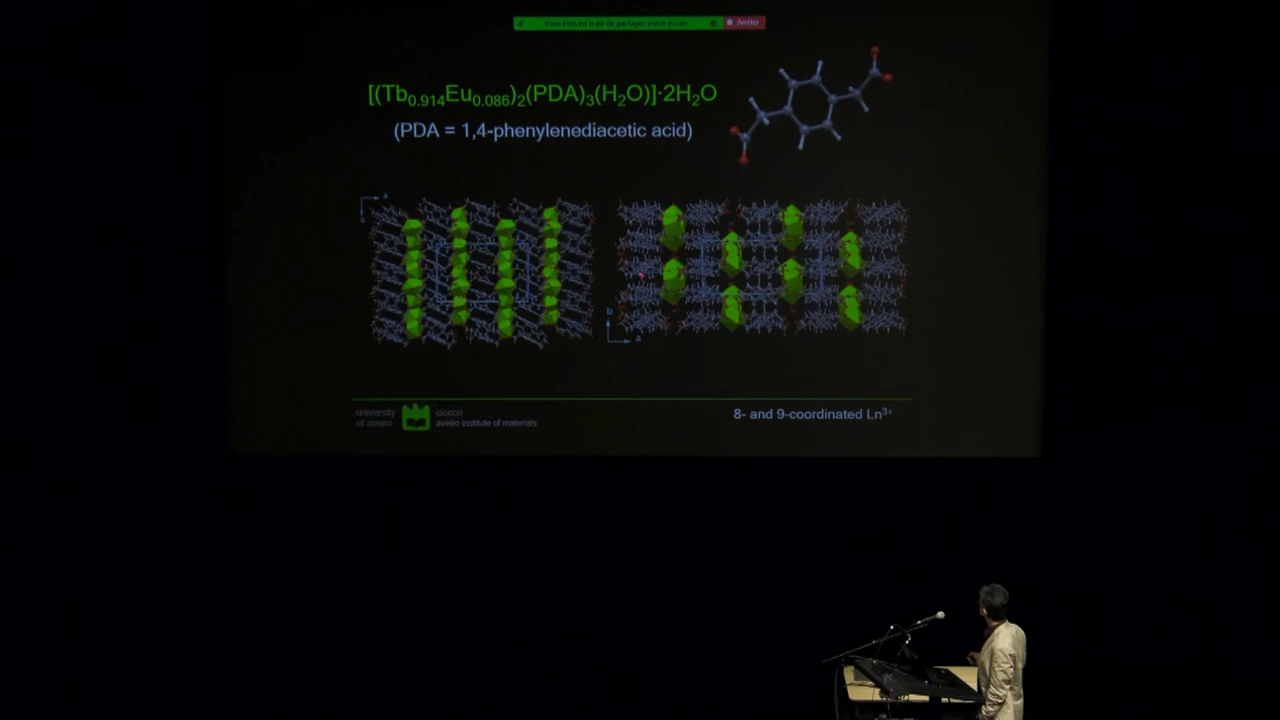 Vous êtes en train de partager votre écran
Arrêter
[(Tb0.914Eu0.086)2(PDA)3(H2O)]·2H2O
(PDA = 1,4-phenylenediacetic acid)
a
c
b
a
university
of aveiro
ciceco
aveiro institute of materials
8- and 9-coordinated Ln3+